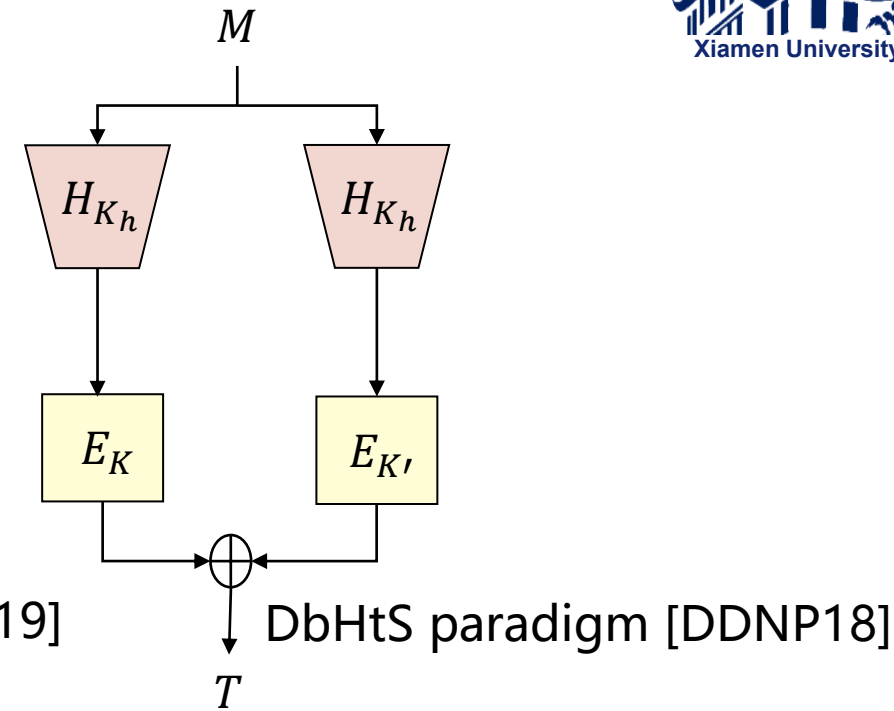 M
Xiamen University
H_{K_h} H_{K_h}
E_K E_{K'}
19] DbHtS paradigm [DDNP18]
T